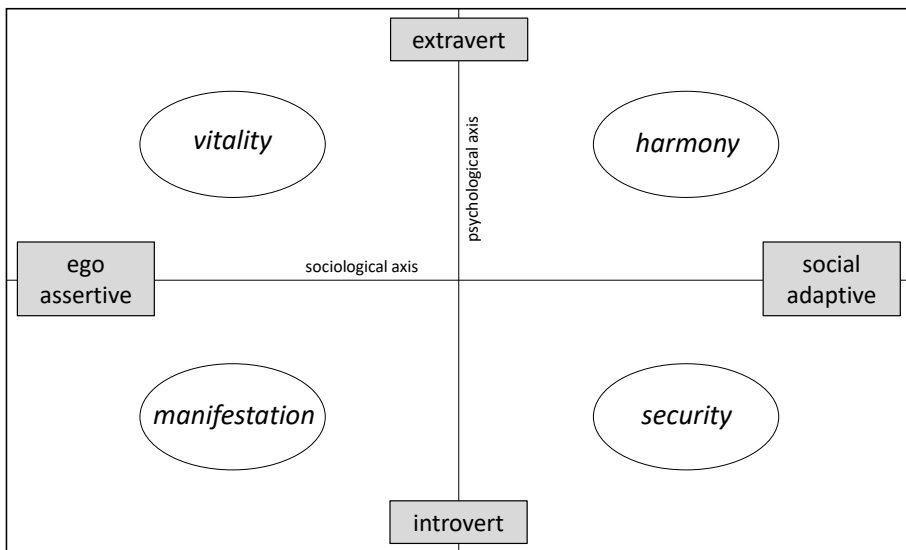 extravert
vitality
psychological axis
harmony
ego
assertive
sociological axis
social
adaptive
manifestation
security
introvert